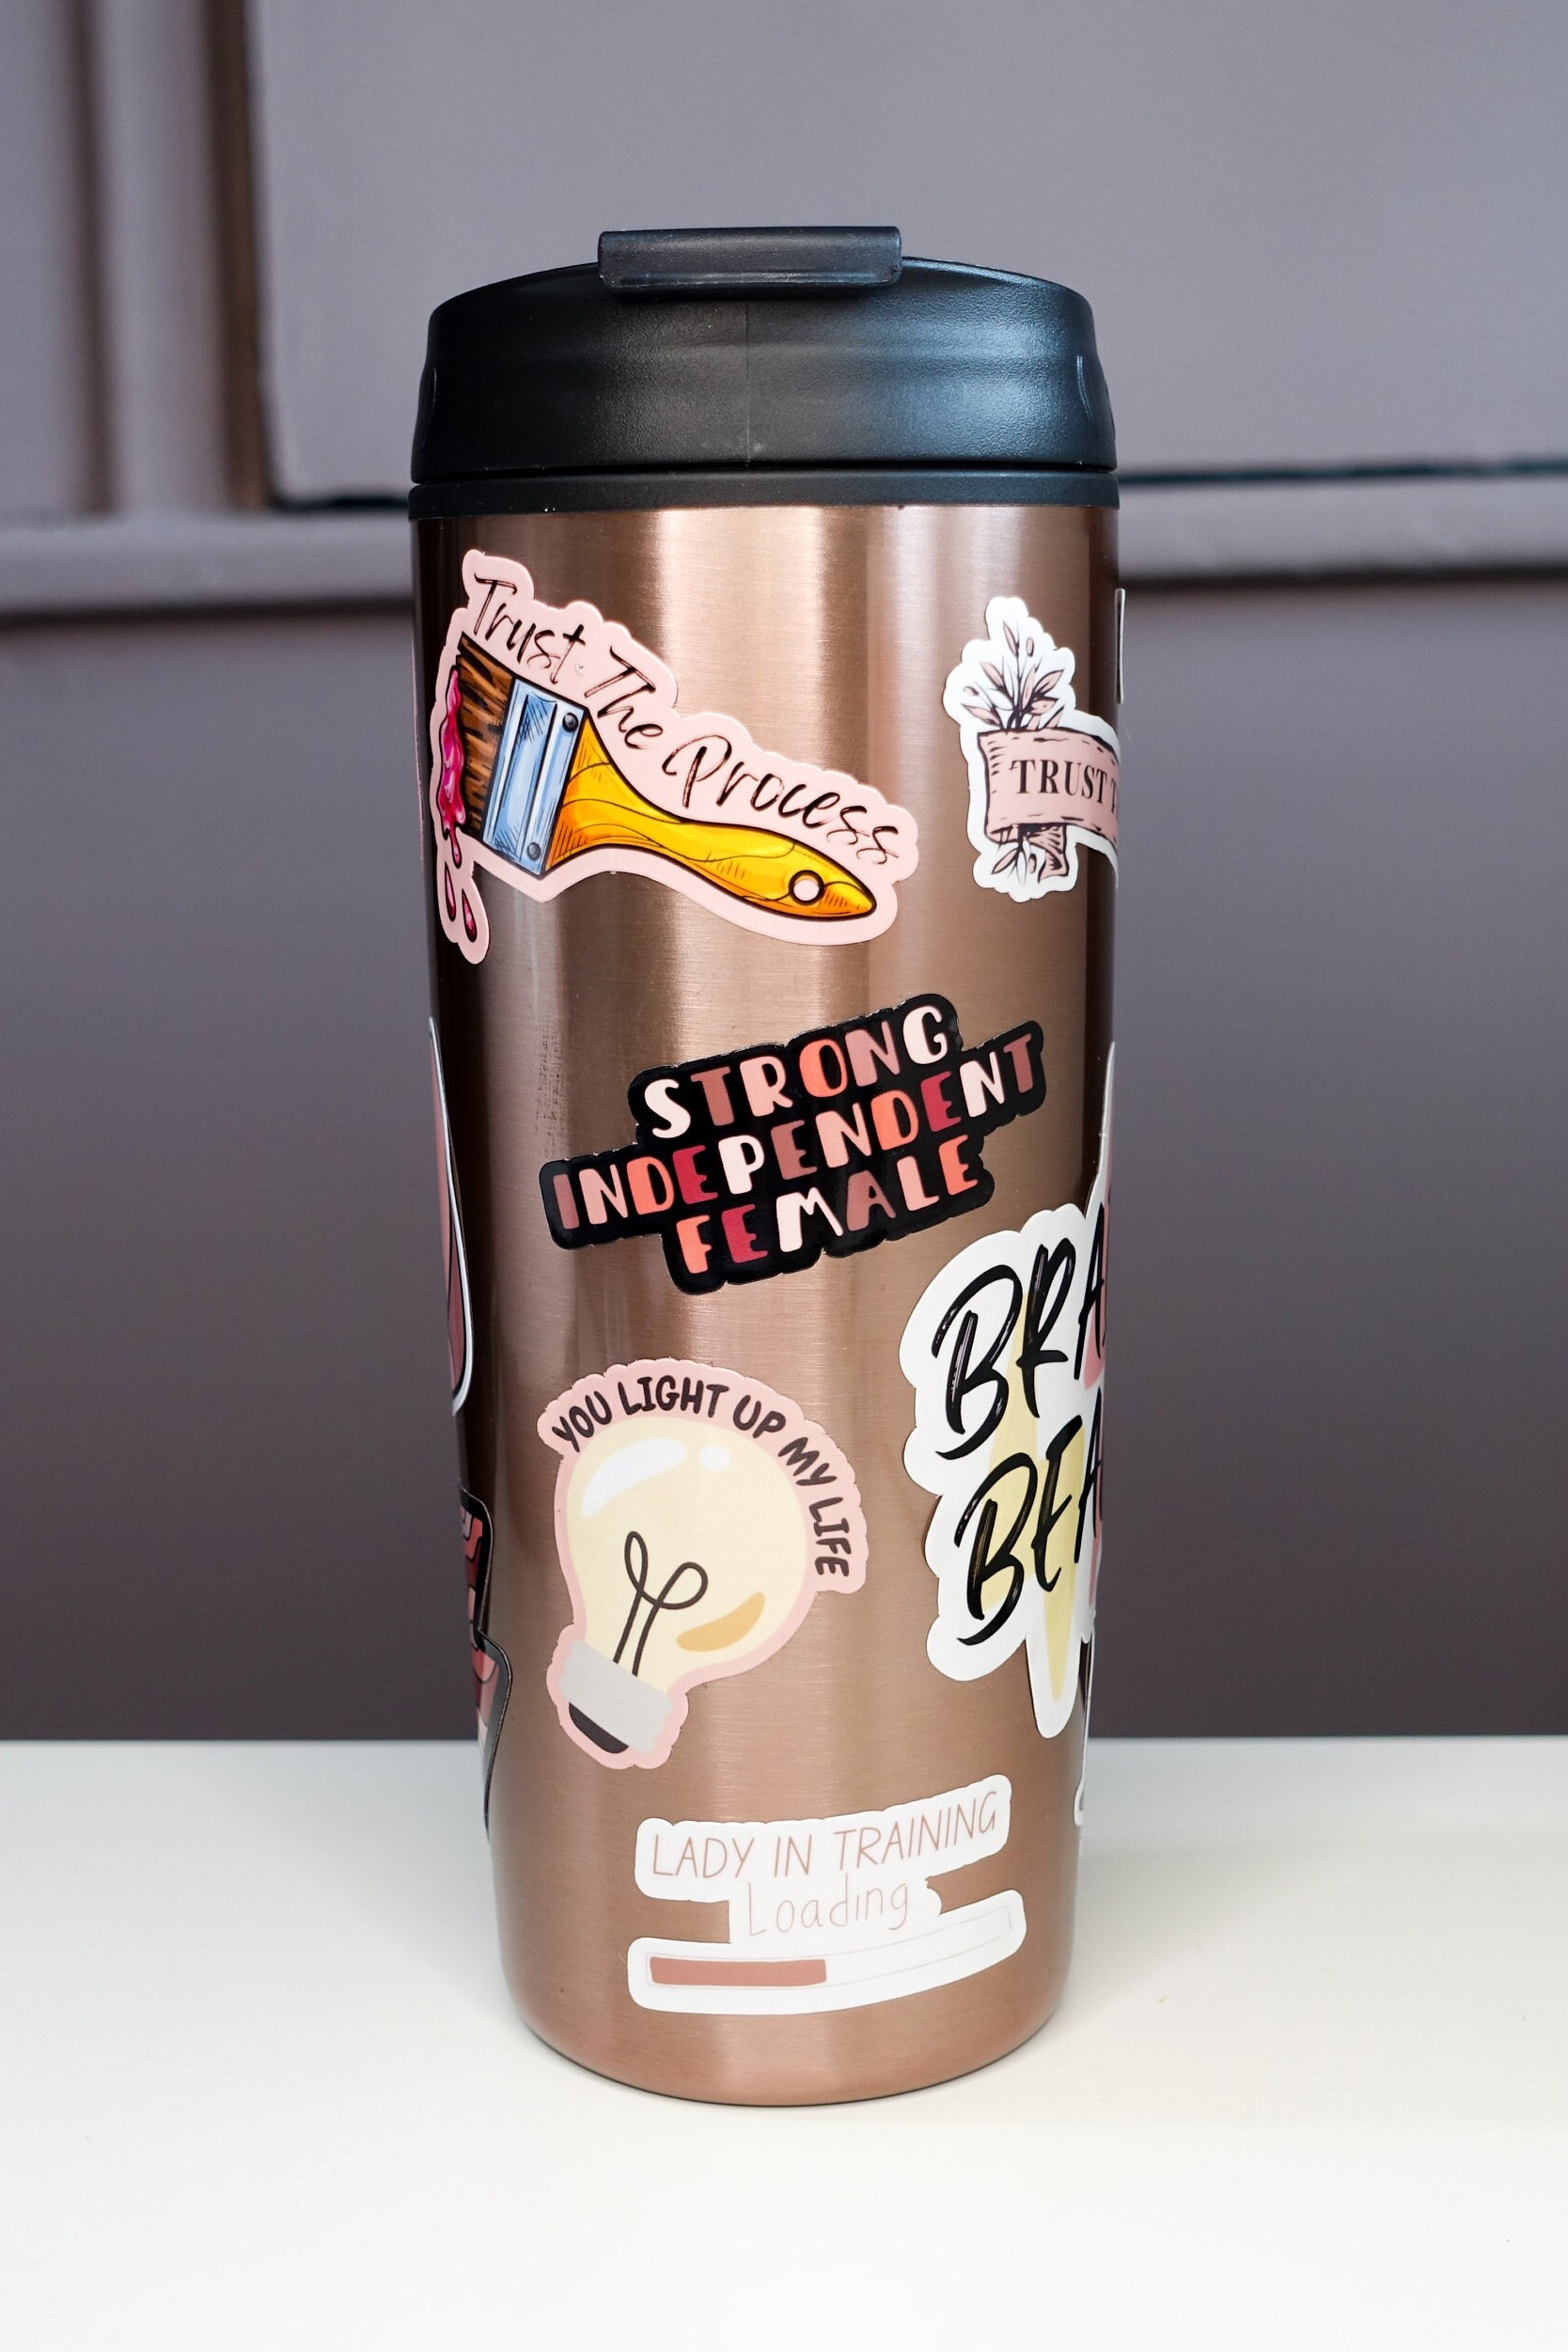 Trust The Process
TRUST
STRONG
INDEPENDENT
FEMALE
YOU LIGHT UP MY LIFE
LADY IN TRAINING
Loading...